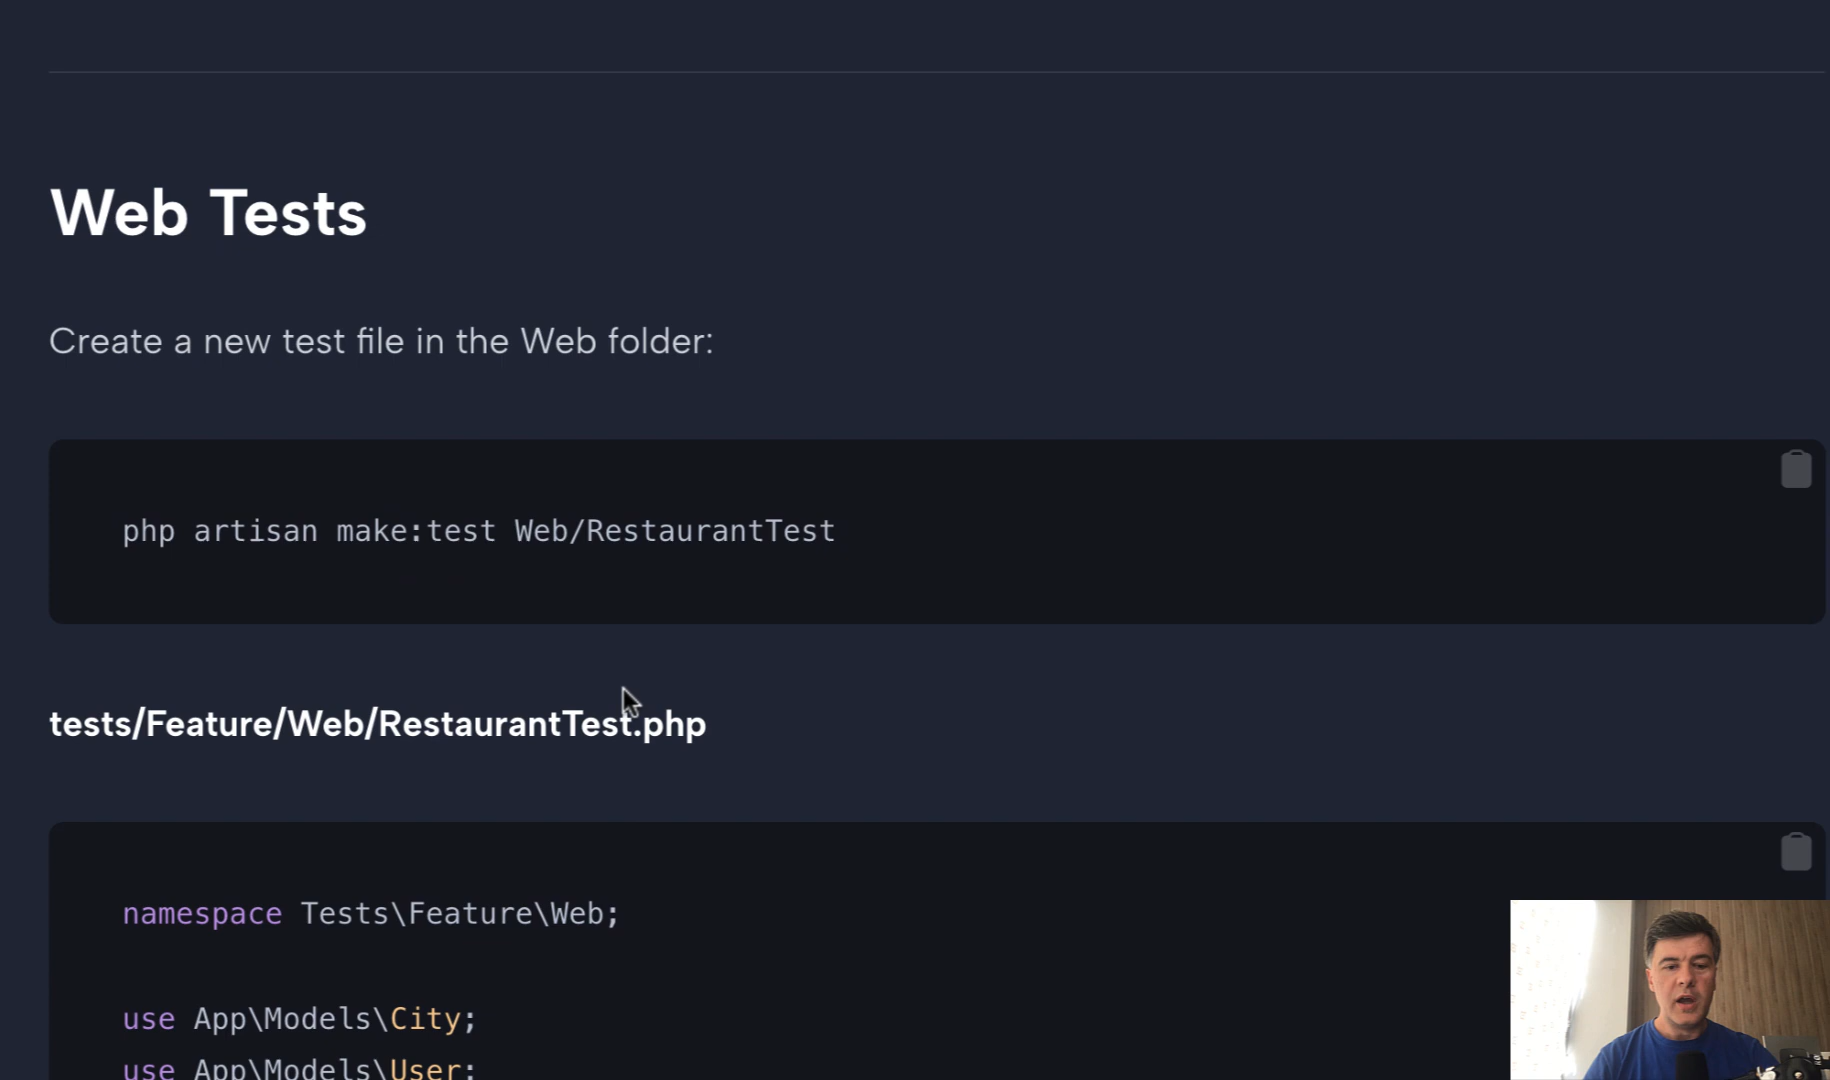 Web Tests
Create a new test file in the Web folder:
php artisan make:test Web/RestaurantTest
tests/Feature/Web/RestaurantTest.php
namespace Tests\Feature\Web;
use App\Models\City;
use App\Models\User;